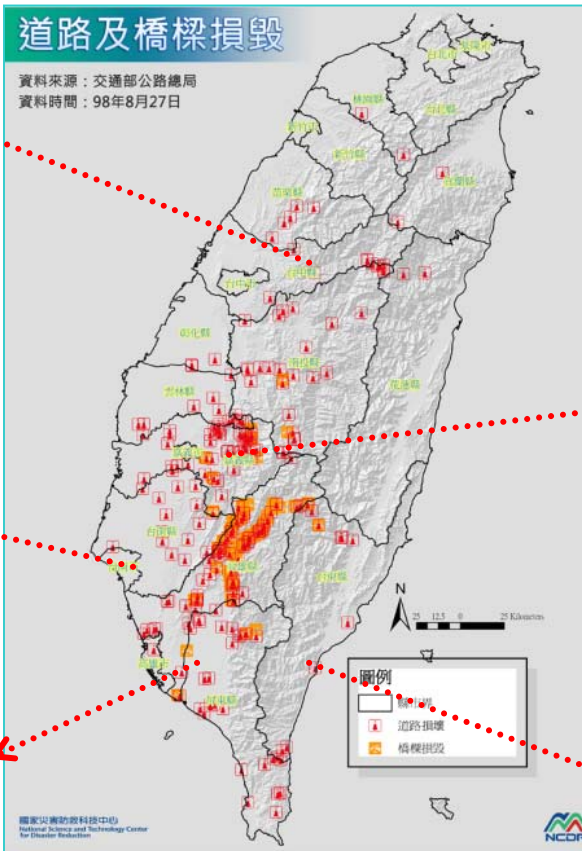 道路及橋樑損毀
資料來源：交通部公路總局
資料時間：98年8月27日
台北市
基隆市
桃園縣
台北縣
新竹市
新竹縣
宜蘭縣
苗栗縣
台中縣
台中市
彰化縣
南投縣
花蓮縣
雲林縣
嘉義縣
台南縣
台南市
高雄縣
台東縣
高雄市
屏東縣
N
25 12.5 0 25 Kilometers
圖例
縣市界
道路損壞
橋樑損毀
國家災害防救科技中心
National Science and Technology Center
for Disaster Reduction
NCDR